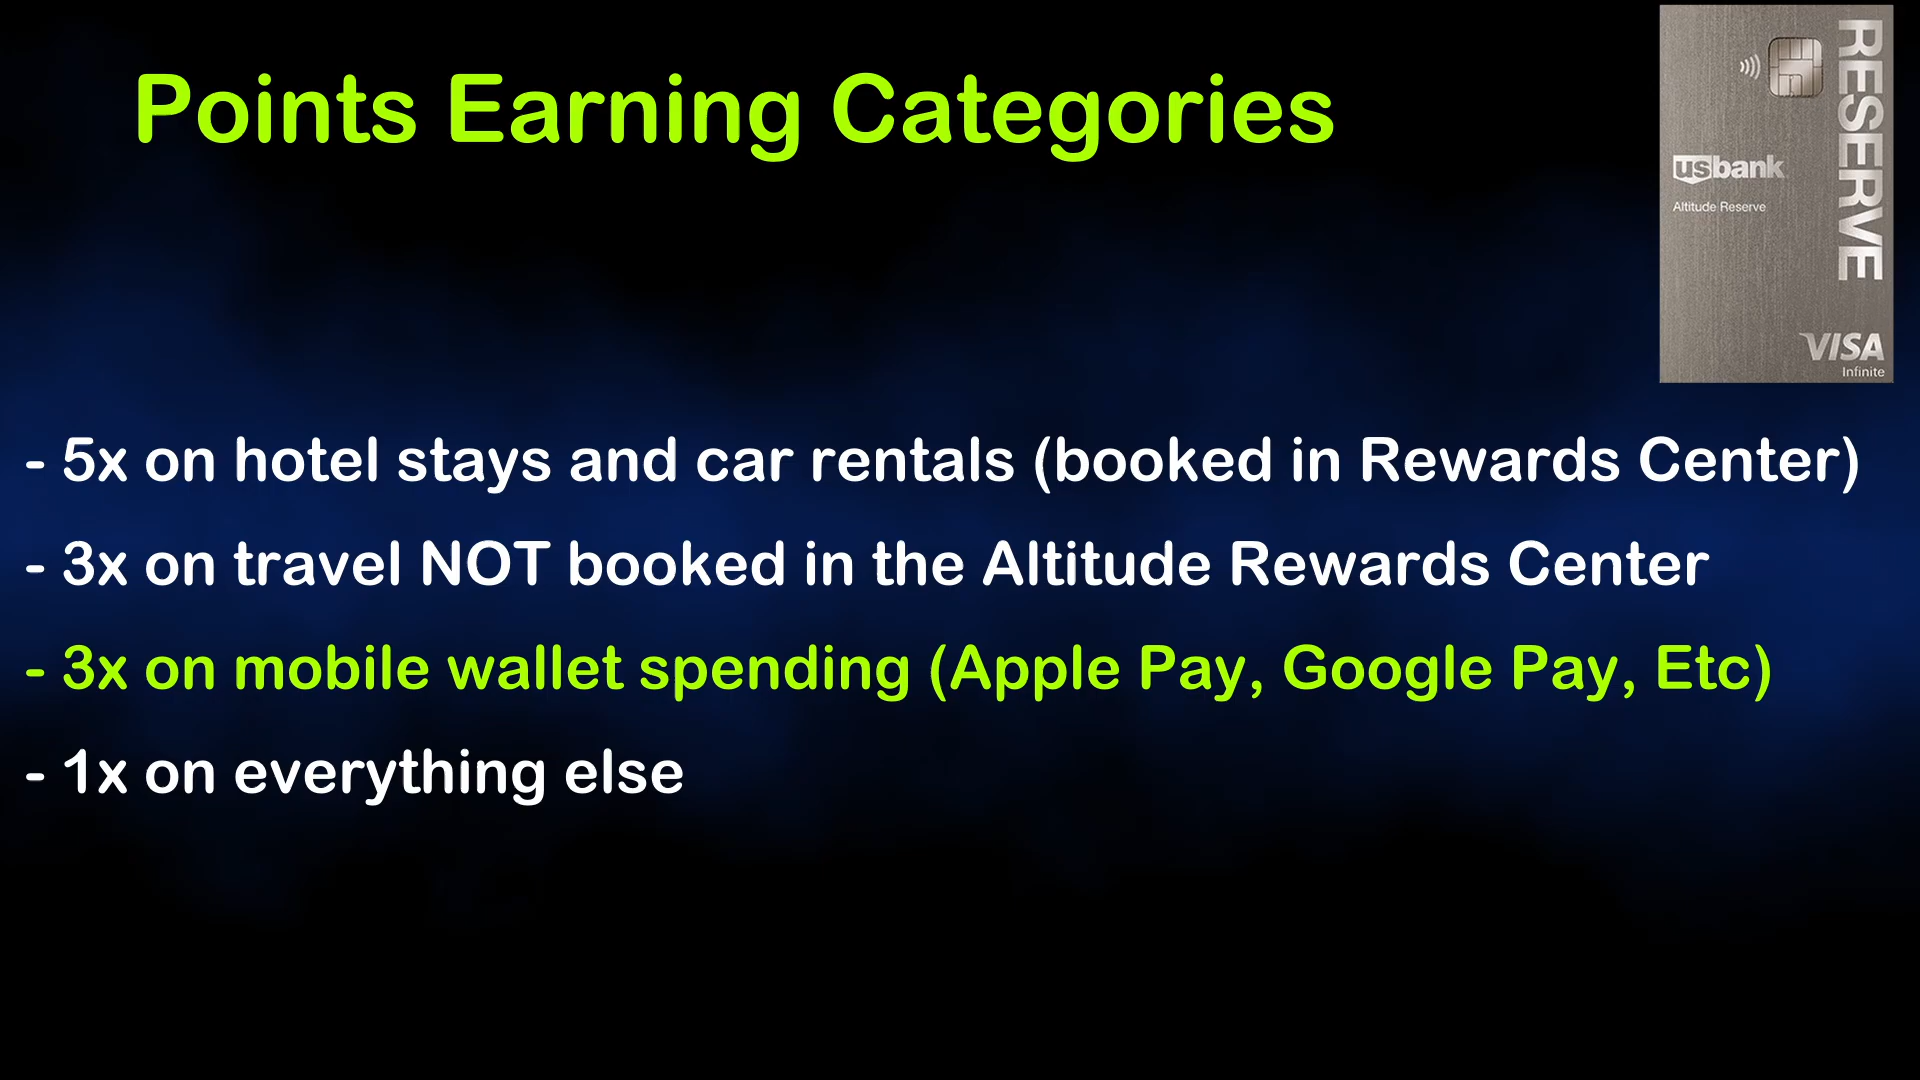 Points Earning Categories
RESERVE
usbank
Altitude Reserve
VISA
Infinite
- 5x on hotel stays and car rentals (booked in Rewards Center)
- 3x on travel NOT booked in the Altitude Rewards Center
- 3x on mobile wallet spending (Apple Pay, Google Pay, Etc)
- 1x on everything else